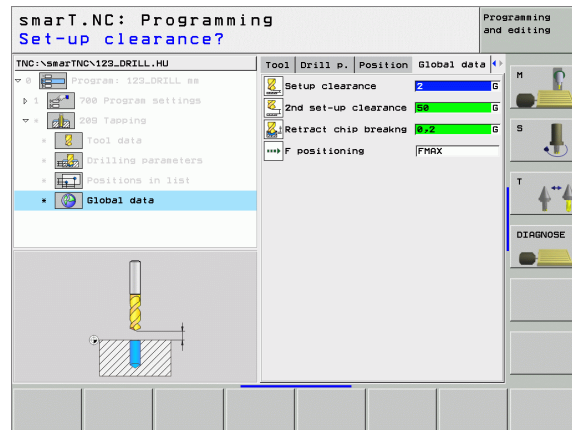 smarT.NC: Programming
Set-up clearance?
Programming
and editing
TNC:\smarTNC\123_DRILL.HU
0 Program: 123_DRILL mm
1 700 Program settings
* 209 Tapping
* Tool data
* Drilling parameters
* Positions in list
* Global data
Tool Drill p. Position Global data
Setup clearance 2 G
2nd set-up clearance 50 G
Retract chip breakng 0.2 G
F positioning FMAX
M
S
T
DIAGNOSE